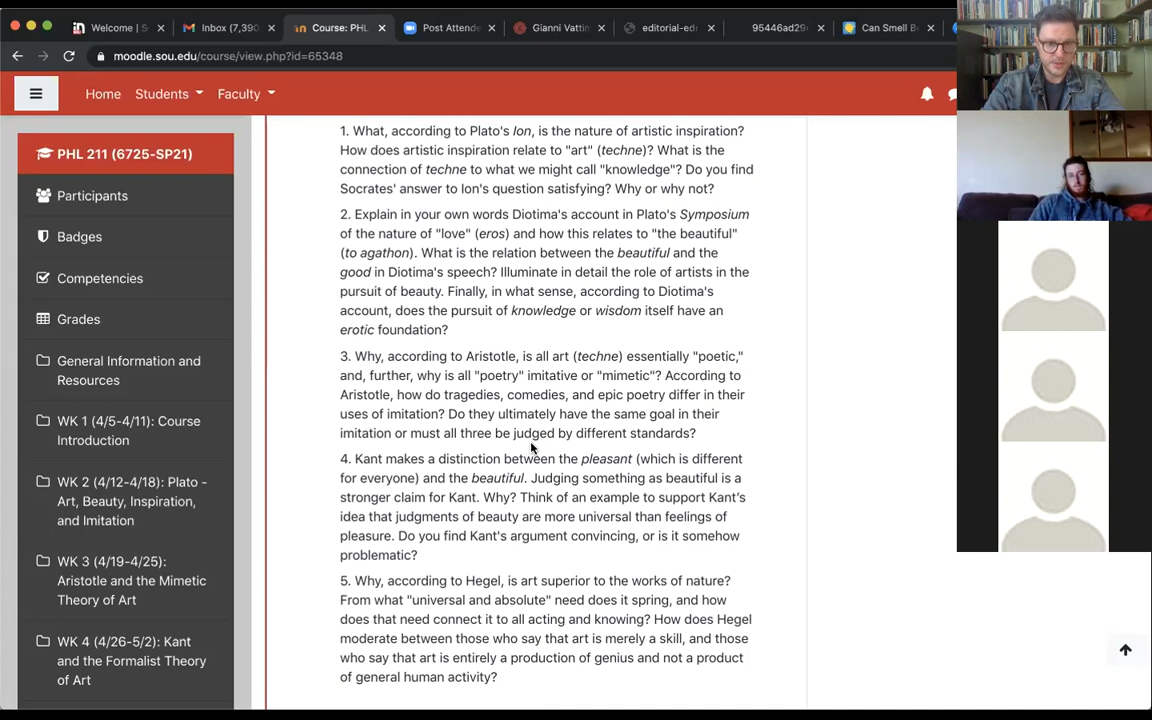 Welcome | S
Inbox (7,390
Course: PHL
Post Attende
Gianni Vattin
editorial-edi
95446ad29
Can Smell B
moodle.sou.edu/course/view.php?id=65348
Home Students Faculty
PHL 211 (6725-SP21)
Participants
Badges
Competencies
Grades
General Information and
Resources
WK 1 (4/5-4/11): Course
Introduction
WK 2 (4/12-4/18): Plato -
Art, Beauty, Inspiration,
and Imitation
WK 3 (4/19-4/25):
Aristotle and the Mimetic
Theory of Art
WK 4 (4/26-5/2): Kant
and the Formalist Theory
of Art
1. What, according to Plato's Ion, is the nature of artistic inspiration?
How does artistic inspiration relate to "art" (techne)? What is the
connection of techne to what we might call "knowledge"? Do you find
Socrates' answer to Ion's question satisfying? Why or why not?
2. Explain in your own words Diotima's account in Plato's Symposium
of the nature of "love" (eros) and how this relates to "the beautiful"
(to agathon). What is the relation between the beautiful and the
good in Diotima's speech? Illuminate in detail the role of artists in the
pursuit of beauty. Finally, in what sense, according to Diotima's
account, does the pursuit of knowledge or wisdom itself have an
erotic foundation?
3. Why, according to Aristotle, is all art (techne) essentially "poetic,"
and, further, why is all "poetry" imitative or "mimetic"? According to
Aristotle, how do tragedies, comedies, and epic poetry differ in their
uses of imitation? Do they ultimately have the same goal in their
imitation or must all three be judged by different standards?
4. Kant makes a distinction between the pleasant (which is different
for everyone) and the beautiful. Judging something as beautiful is a
stronger claim for Kant. Why? Think of an example to support Kant's
idea that judgments of beauty are more universal than feelings of
pleasure. Do you find Kant's argument convincing, or is it somehow
problematic?
5. Why, according to Hegel, is art superior to the works of nature?
From what "universal and absolute" need does it spring, and how
does that need connect it to all acting and knowing? How does Hegel
moderate between those who say that art is merely a skill, and those
who say that art is entirely a production of genius and not a product
of general human activity?